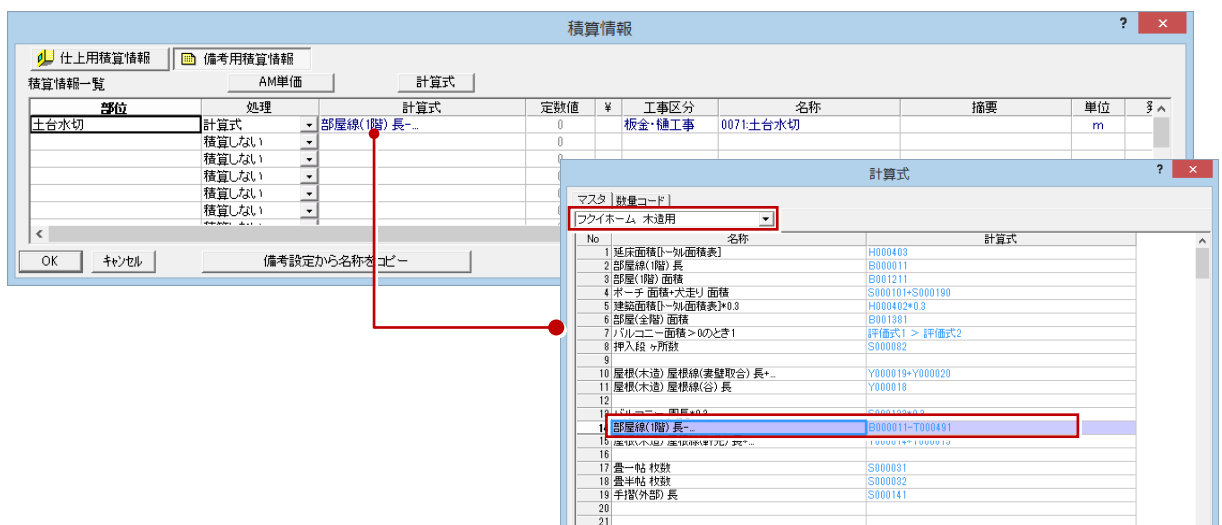 積算情報
? ×
仕上用積算情報 備考用積算情報
積算情報一覧 AM単価 計算式
部位 処理 計算式 定数値 ¥ 工事区分 名称 摘要 単位
土台水切 計算式 部屋線(1階) 長-... 0 板金・樋工事 0071:土台水切 m
積算しない 0
積算しない 0
積算しない
積算しない
積算しない
OK キャンセル 備考設定から名称をコピー
計算式
? ×
マスタ 数量コード
フクイホーム 木造用
No 名称 計算式
1 延床面積[トータル面積表] H000403
2 部屋線(1階) 長 B000011
3 部屋(1階) 面積 B001211
4 ポーチ 面積+犬走り 面積 S000101+S000190
5 建築面積[トータル面積表]*0.3 H000402*0.3
6 部屋(全階) 面積 B001381
7 バルコニー面積>0のとき1 評価式1 > 評価式2
8 押入段 ヶ所数 S000082
9
10 屋根(木造) 屋根線(妻壁取合) 長+... Y000019+Y000020
11 屋根(木造) 屋根線(谷) 長 Y000018
12
13
14 部屋線(1階) 長-... B000011-T000491
15 屋根(木造) 屋根線(軒先) 長+...
16
17 畳一帖 枚数 S000031
18 畳半帖 枚数 S000032
19 手摺(外部) 長 S000141
20
21